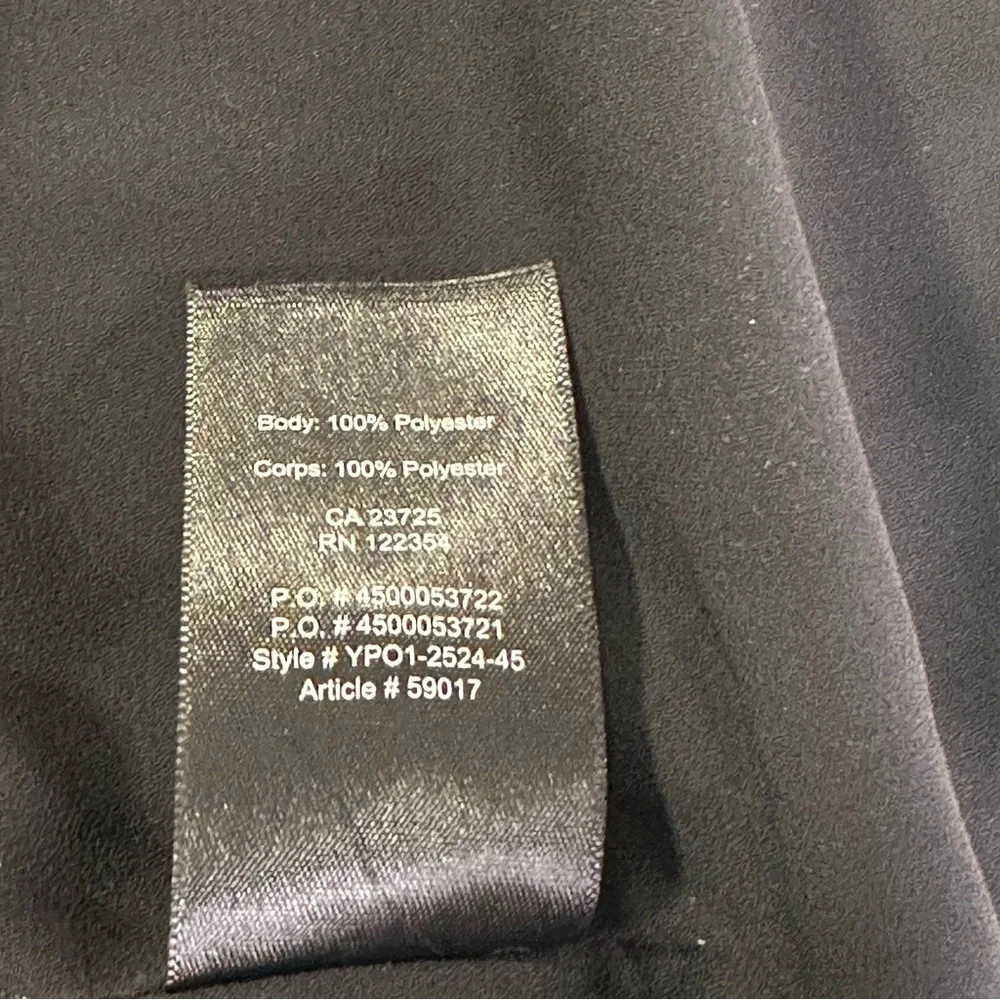 Body: 100% Polyester
Corps: 100% Polyester
CA 23725
RN 122354
P.O. # 4500053722
P.O. # 4500053721
Style # YPO1-2524-45
Article # 59017